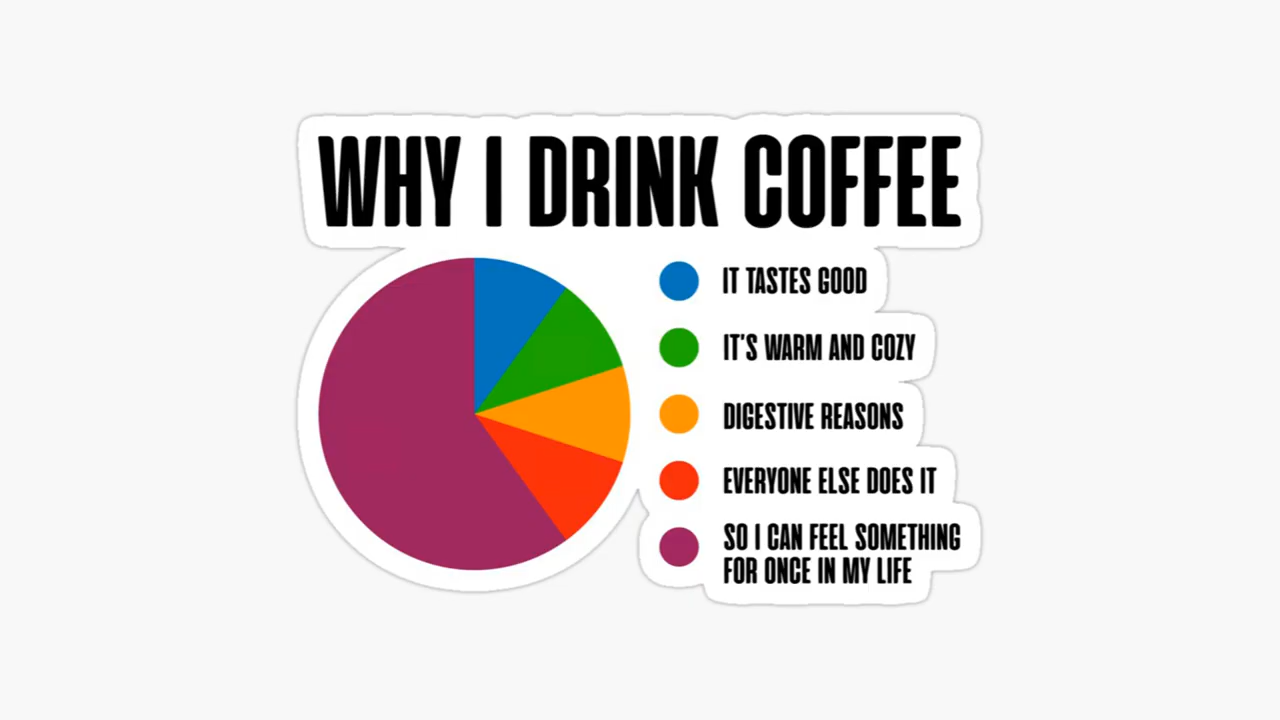 WHY I DRINK COFFEE
IT TASTES GOOD
IT'S WARM AND COZY
DIGESTIVE REASONS
EVERYONE ELSE DOES IT
SO I CAN FEEL SOMETHING
FOR ONCE IN MY LIFE